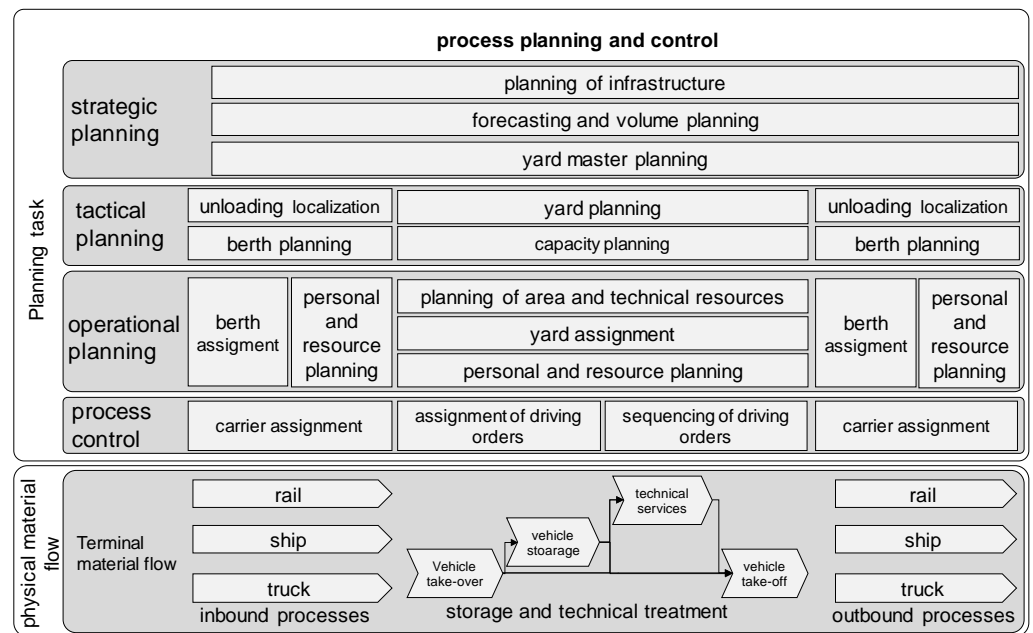 process planning and control
Planning task
strategic
planning
planning of infrastructure
forecasting and volume planning
yard master planning
tactical
planning
unloading localization
yard planning
unloading localization
berth planning
capacity planning
berth planning
operational
planning
berth
assigment
personal
and
resource
planning
planning of area and technical resources
yard assignment
personal and resource planning
berth
assignment
personal
and
resource
planning
process
control
carrier assignment
assignment of driving
orders
sequencing of driving
orders
carrier assignment
physical material
flow
Terminal
material flow
rail
ship
truck
inbound processes
Vehicle
take-over
vehicle
stoarage
technical
services
vehicle
take-off
storage and technical treatment
rail
ship
truck
outbound processes